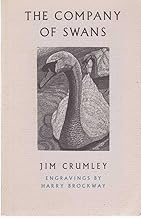 THE COMPANY
OF SWANS
JIM CRUMLEY
ENGRAVINGS BY
HARRY BROCKWAY